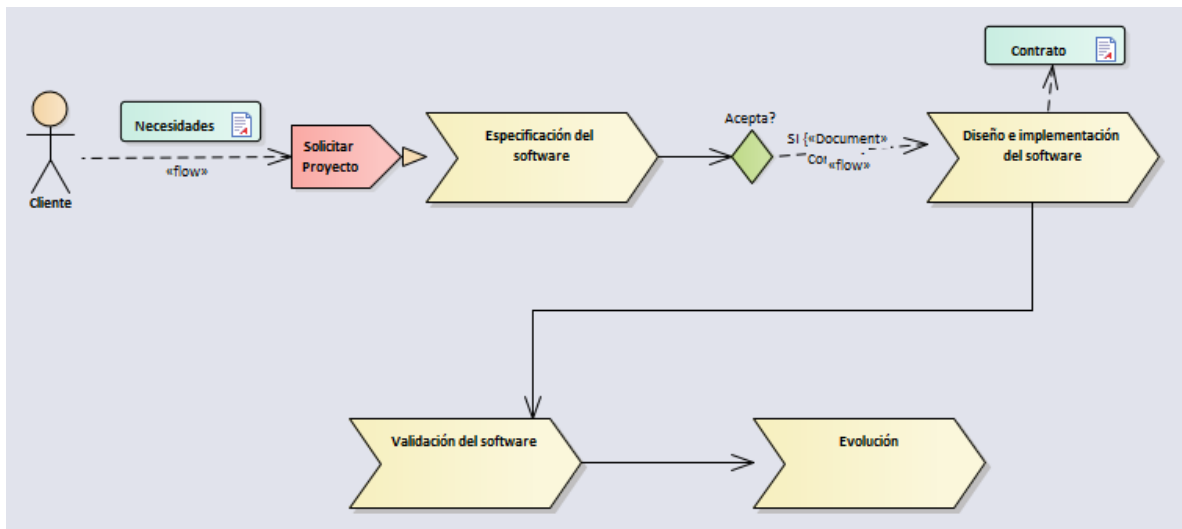 Contrato
Acepta?
Necesidades
Especificación del
software
SI {«Document»
Diseño e implementación
del software
Solicitar
Proyecto
«flow»
«flow»
Cliente
Validación del software
Evolución